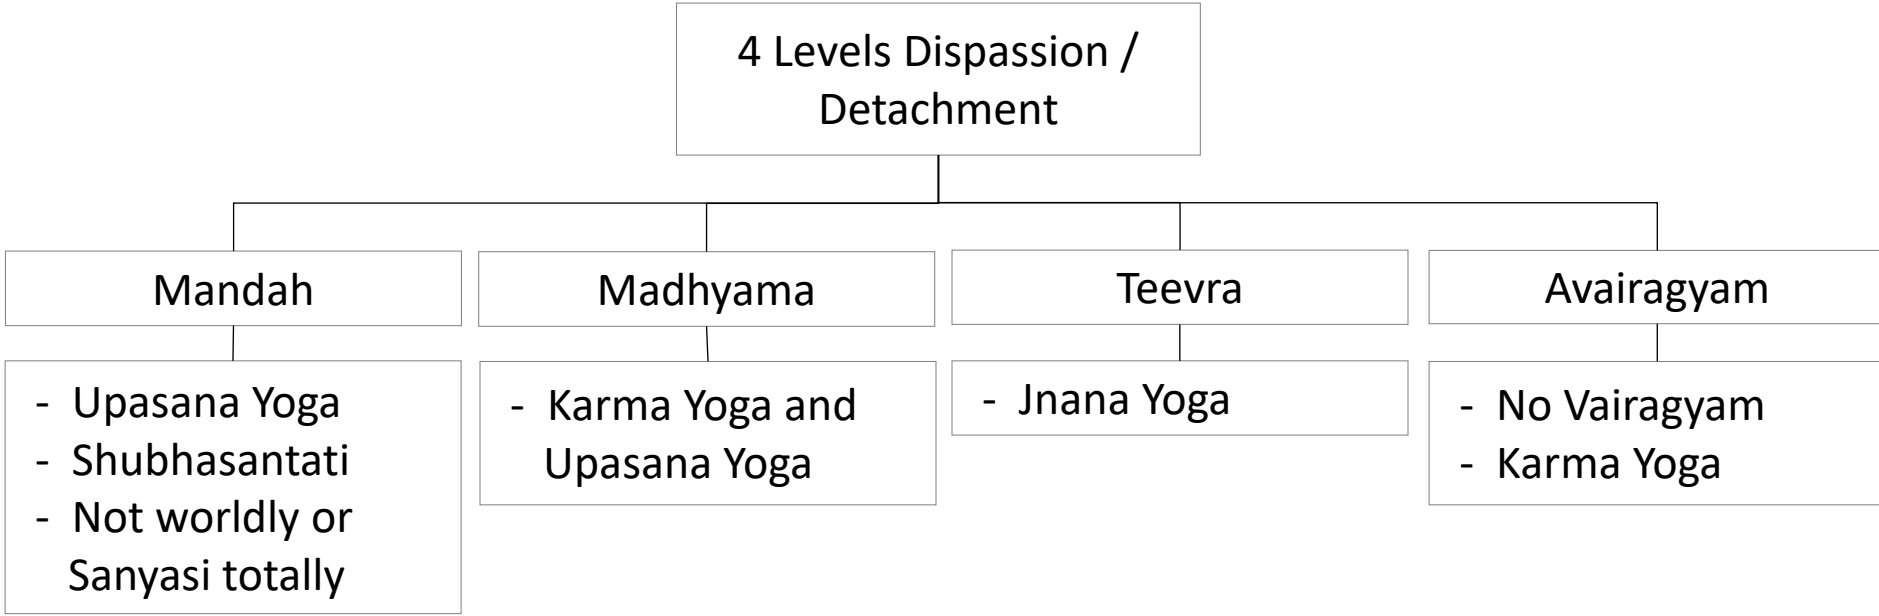 4 Levels Dispassion /
Detachment
Mandah
Madhyama
Teevra
Avairagyam
- Upasana Yoga
- Shubhasantati
- Not worldly or
Sanyasi totally
- Karma Yoga and
Upasana Yoga
- Jnana Yoga
- No Vairagyam
- Karma Yoga